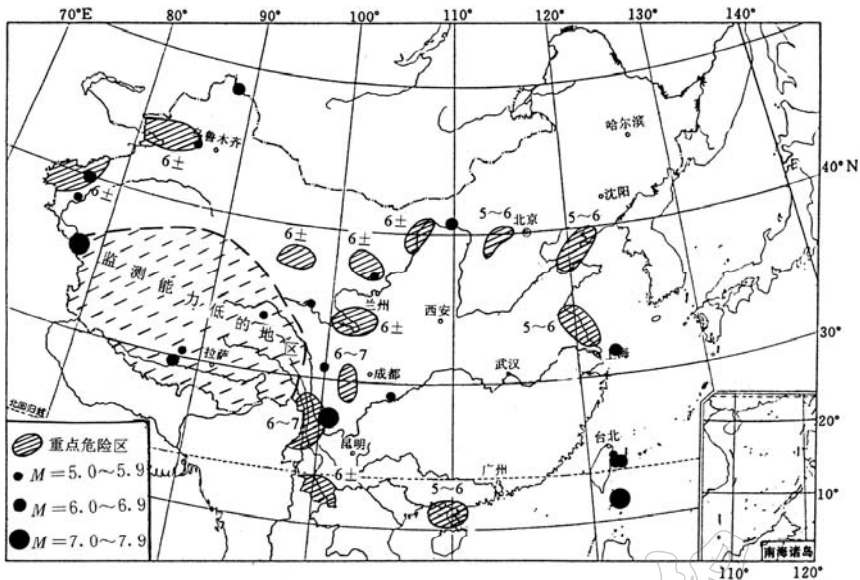 70°E
80°
90°
100°
110°
120°
130°
140°
哈尔滨
乌鲁木齐
6±
40°N
沈阳
6±
6±
6±
6±
5～6
北京
5～6
监测能力低的地区
兰州
6±
西安
5～6
30°
拉萨
6～7
成都
武汉
上海
北回归线
6～7
昆明
台北
20°
重点危险区
M=5.0～5.9
6±
广州
5～6
M=6.0～6.9
10°
M=7.0～7.9
南海诸岛
110°
120°